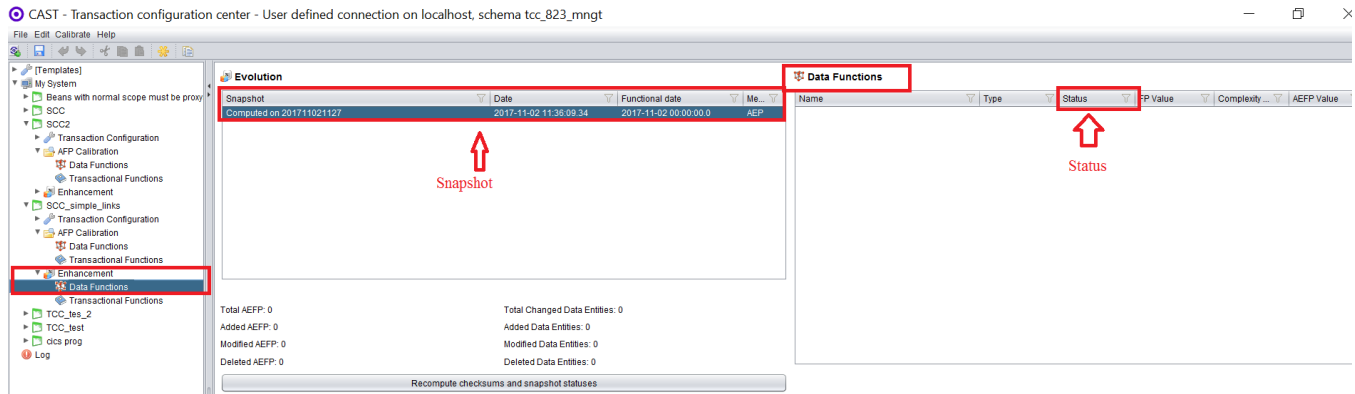 CAST - Transaction configuration center - User defined connection on localhost, schema tcc_823_mngt
File Edit Calibrate Help
[Templates]
My System
Beans with normal scope must be proxy
SCC
SCC2
Transaction Configuration
AFP Calibration
Data Functions
Transactional Functions
Enhancement
SCC_simple_links
Transaction Configuration
AFP Calibration
Data Functions
Transactional Functions
Enhancement
Data Functions
Transactional Functions
TCC_tes_2
TCC_test
cics prog
Log
Evolution
Snapshot Date Functional date Me...
Computed on 201711021127 2017-11-02 11:36:09.34 2017-11-02 00:00:00.0 AEP
Snapshot
Total AEFP: 0 Total Changed Data Entities: 0
Added AEFP: 0 Added Data Entities: 0
Modified AEFP: 0 Modified Data Entities: 0
Deleted AEFP: 0 Deleted Data Entities: 0
Recompute checksums and snapshot statuses
Data Functions
Name Type Status FP Value Complexity ... AEFP Value
Status